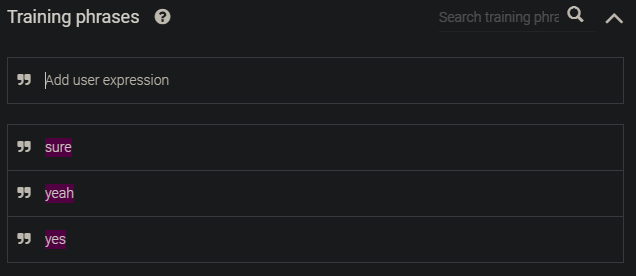 Training phrases
Search training phra
Add user expression
sure
yeah
yes